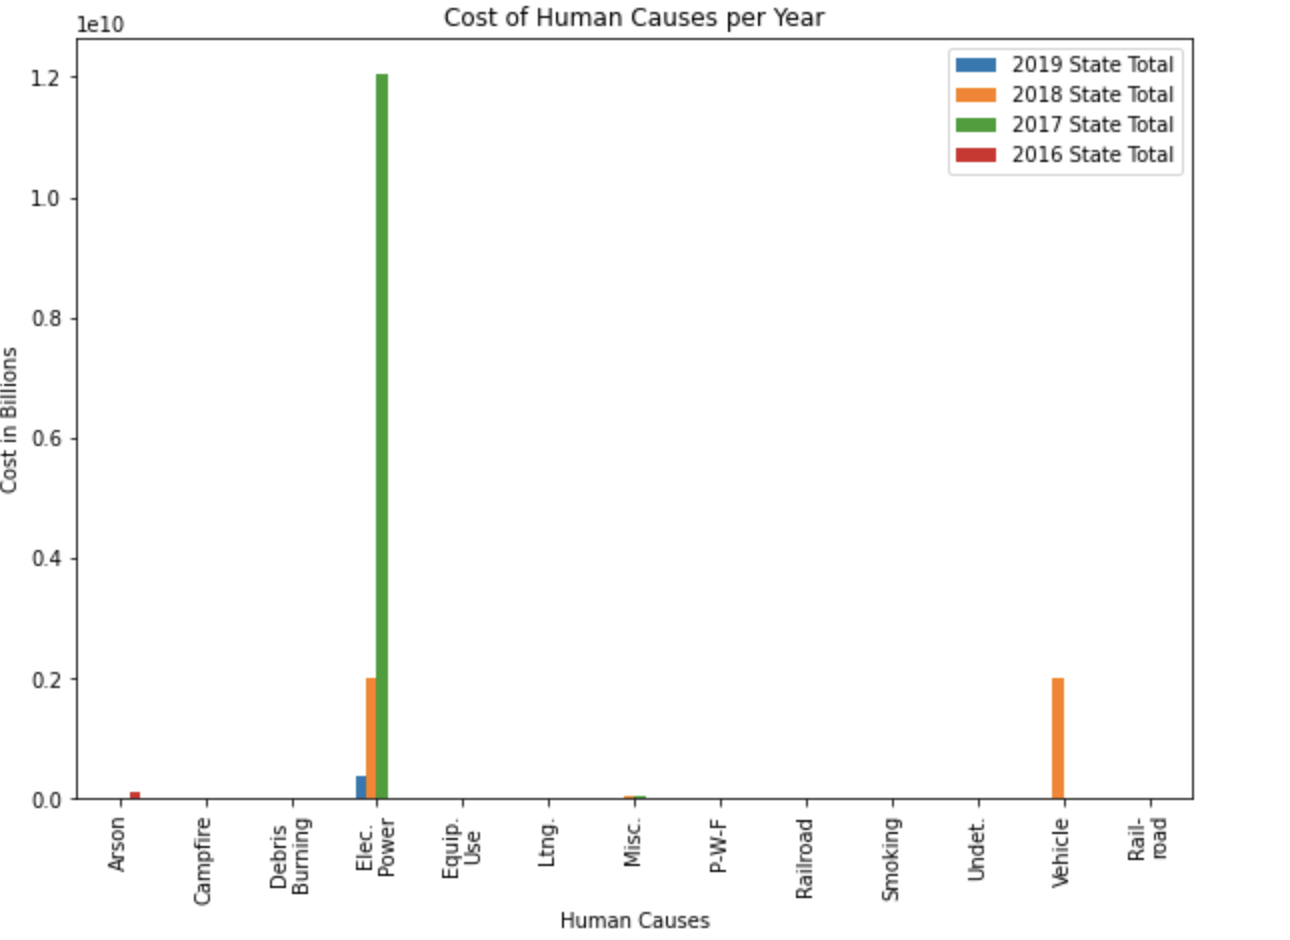 Cost of Human Causes per Year
1e10
2019 State Total
2018 State Total
2017 State Total
2016 State Total
1.2
1.0
0.8
0.6
0.4
0.2
0.0
Cost in Billions
Arson
Campfire
Debris
Burning
Elec.
Power
Equip.
Use
Ltng.
Misc.
P-W-F
Railroad
Smoking
Undet.
Vehicle
Rail-
road
Human Causes